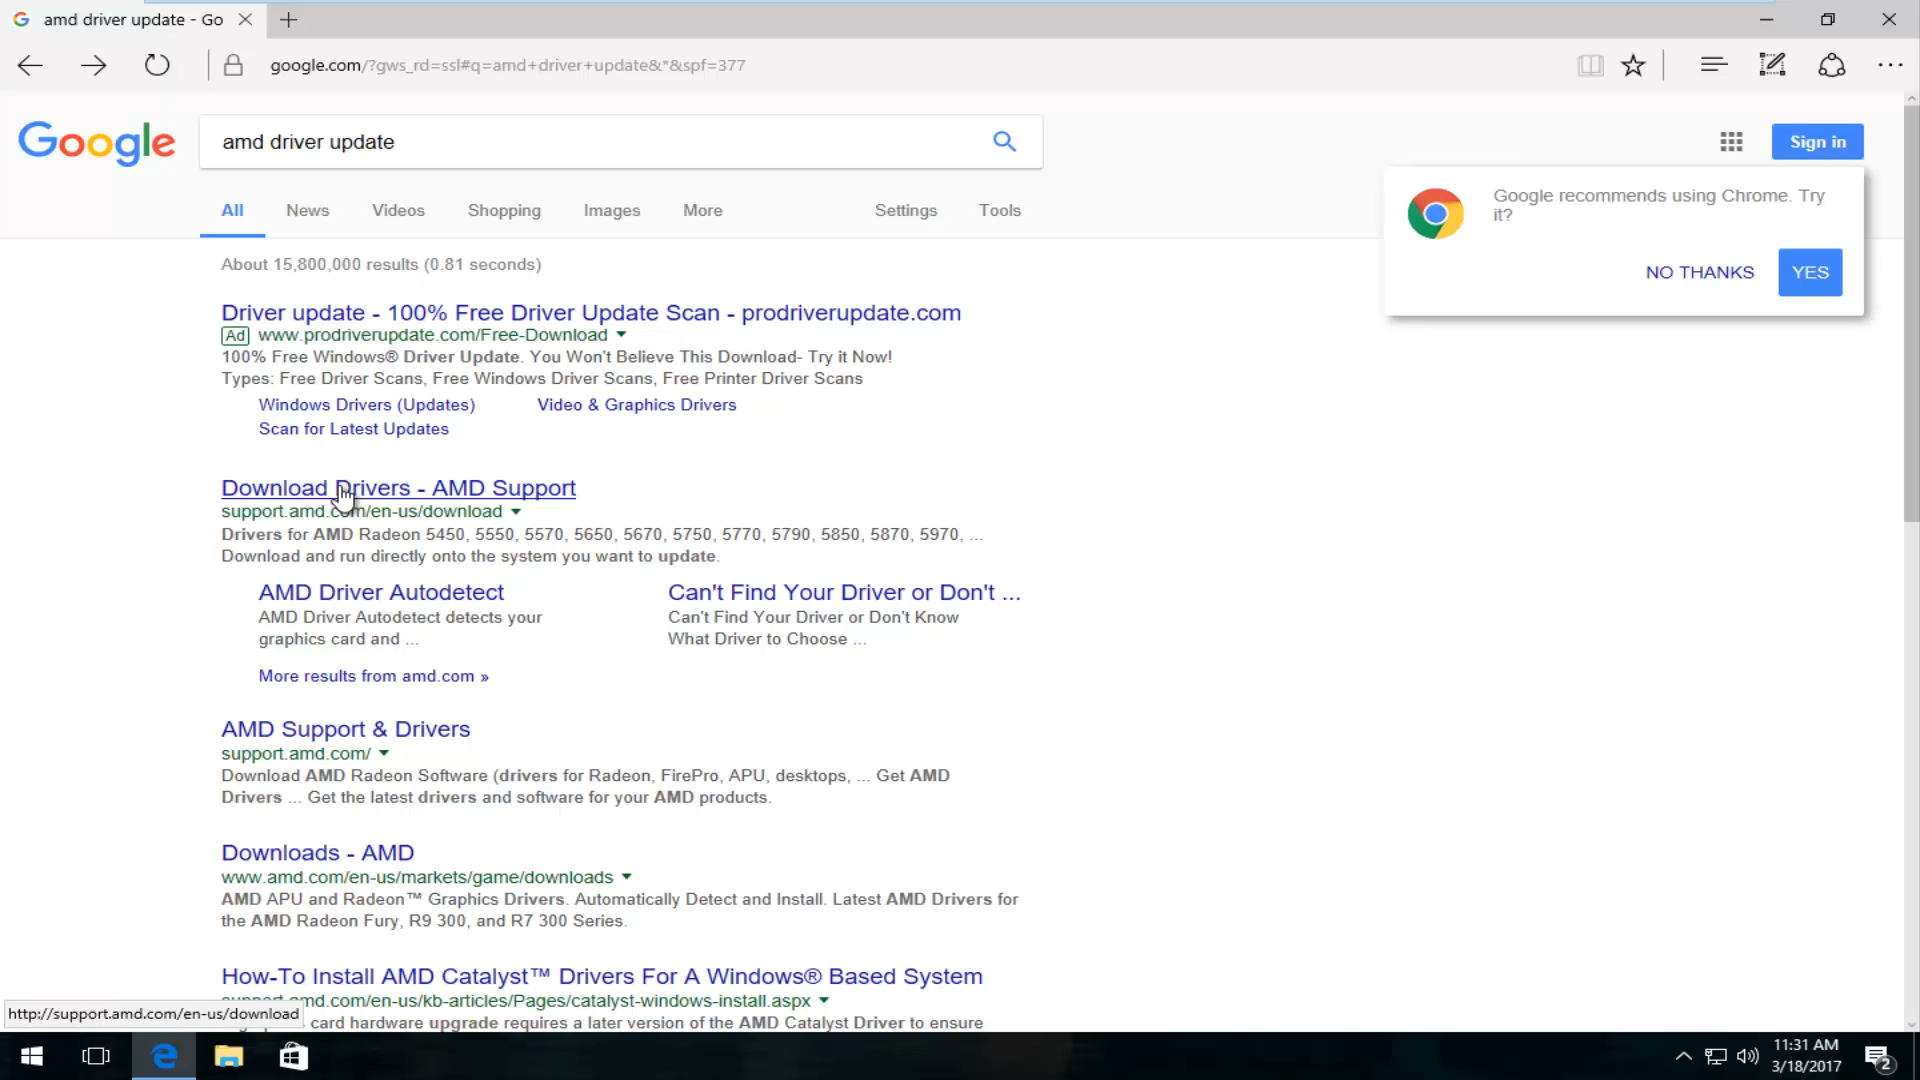 amd driver update - Go
google.com/?gws_rd=ssl#q=amd+driver+update&*&spf=377
Google
amd driver update
Sign in
Google recommends using Chrome. Try
it?
NO THANKS
YES
All News Videos Shopping Images More Settings Tools
About 15,800,000 results (0.81 seconds)
Driver update - 100% Free Driver Update Scan - prodriverupdate.com
Ad www.prodriverupdate.com/Free-Download
100% Free Windows® Driver Update. You Won't Believe This Download- Try it Now!
Types: Free Driver Scans, Free Windows Driver Scans, Free Printer Driver Scans
Windows Drivers (Updates) Video & Graphics Drivers
Scan for Latest Updates
Download Drivers - AMD Support
support.amd.com/en-us/download
Drivers for AMD Radeon 5450, 5550, 5570, 5650, 5670, 5750, 5770, 5790, 5850, 5870, 5970, ...
Download and run directly onto the system you want to update.
AMD Driver Autodetect
AMD Driver Autodetect detects your
graphics card and ...
Can't Find Your Driver or Don't ...
Can't Find Your Driver or Don't Know
What Driver to Choose ...
More results from amd.com »
AMD Support & Drivers
support.amd.com/
Download AMD Radeon Software (drivers for Radeon, FirePro, APU, desktops, ... Get AMD
Drivers ... Get the latest drivers and software for your AMD products.
Downloads - AMD
www.amd.com/en-us/markets/game/downloads
AMD APU and Radeon™ Graphics Drivers. Automatically Detect and Install. Latest AMD Drivers for
the AMD Radeon Fury, R9 300, and R7 300 Series.
How-To Install AMD Catalyst™ Drivers For A Windows® Based System
support.amd.com/en-us/kb-articles/Pages/catalyst-windows-install.aspx
card hardware upgrade requires a later version of the AMD Catalyst Driver to ensure
http://support.amd.com/en-us/download
11:31 AM
3/18/2017
2